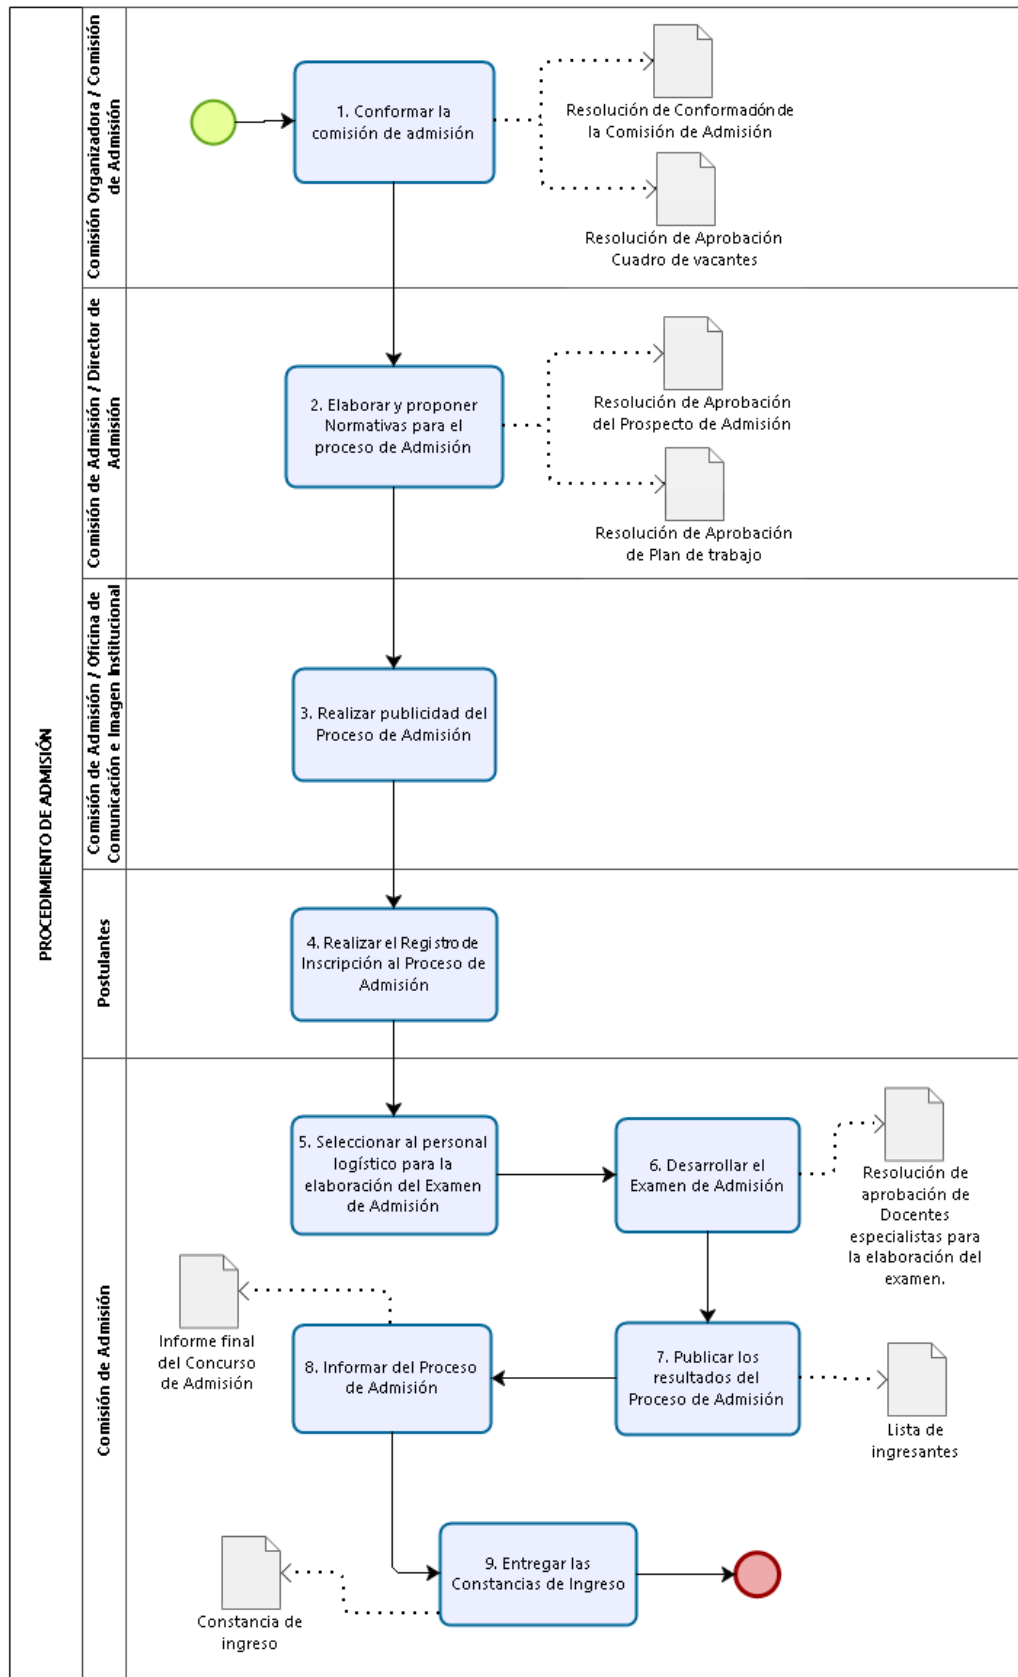 PROCEDIMIENTO DE ADMISIÓN
Comisión Organizadora / Comisión
de Admisión
1. Conformar la
comisión de admisión
Resolución de Conformación de
la Comisión de Admisión
Resolución de Aprobación
Cuadro de vacantes
Comisión de Admisión / Director de
Admisión
2. Elaborar y proponer
Normativas para el
proceso de Admisión
Resolución de Aprobación
del Prospecto de Admisión
Resolución de Aprobación
de Plan de trabajo
Comisión de Admisión / Oficina de
Comunicación e Imagen Institucional
3. Realizar publicidad del
Proceso de Admisión
Postulantes
4. Realizar el Registro de
Inscripción al Proceso de
Admisión
Comisión de Admisión
5. Seleccionar al personal
logístico para la
elaboración del Examen
de Admisión
6. Desarrollar el
Examen de Admisión
Resolución de
aprobación de
Docentes
especialistas para
la elaboración del
examen.
7. Publicar los
resultados del
Proceso de Admisión
Lista de
ingresantes
8. Informar del Proceso
de Admisión
Informe final
del Concurso
de Admisión
9. Entregar las
Constancias de Ingreso
Constancia de
ingreso